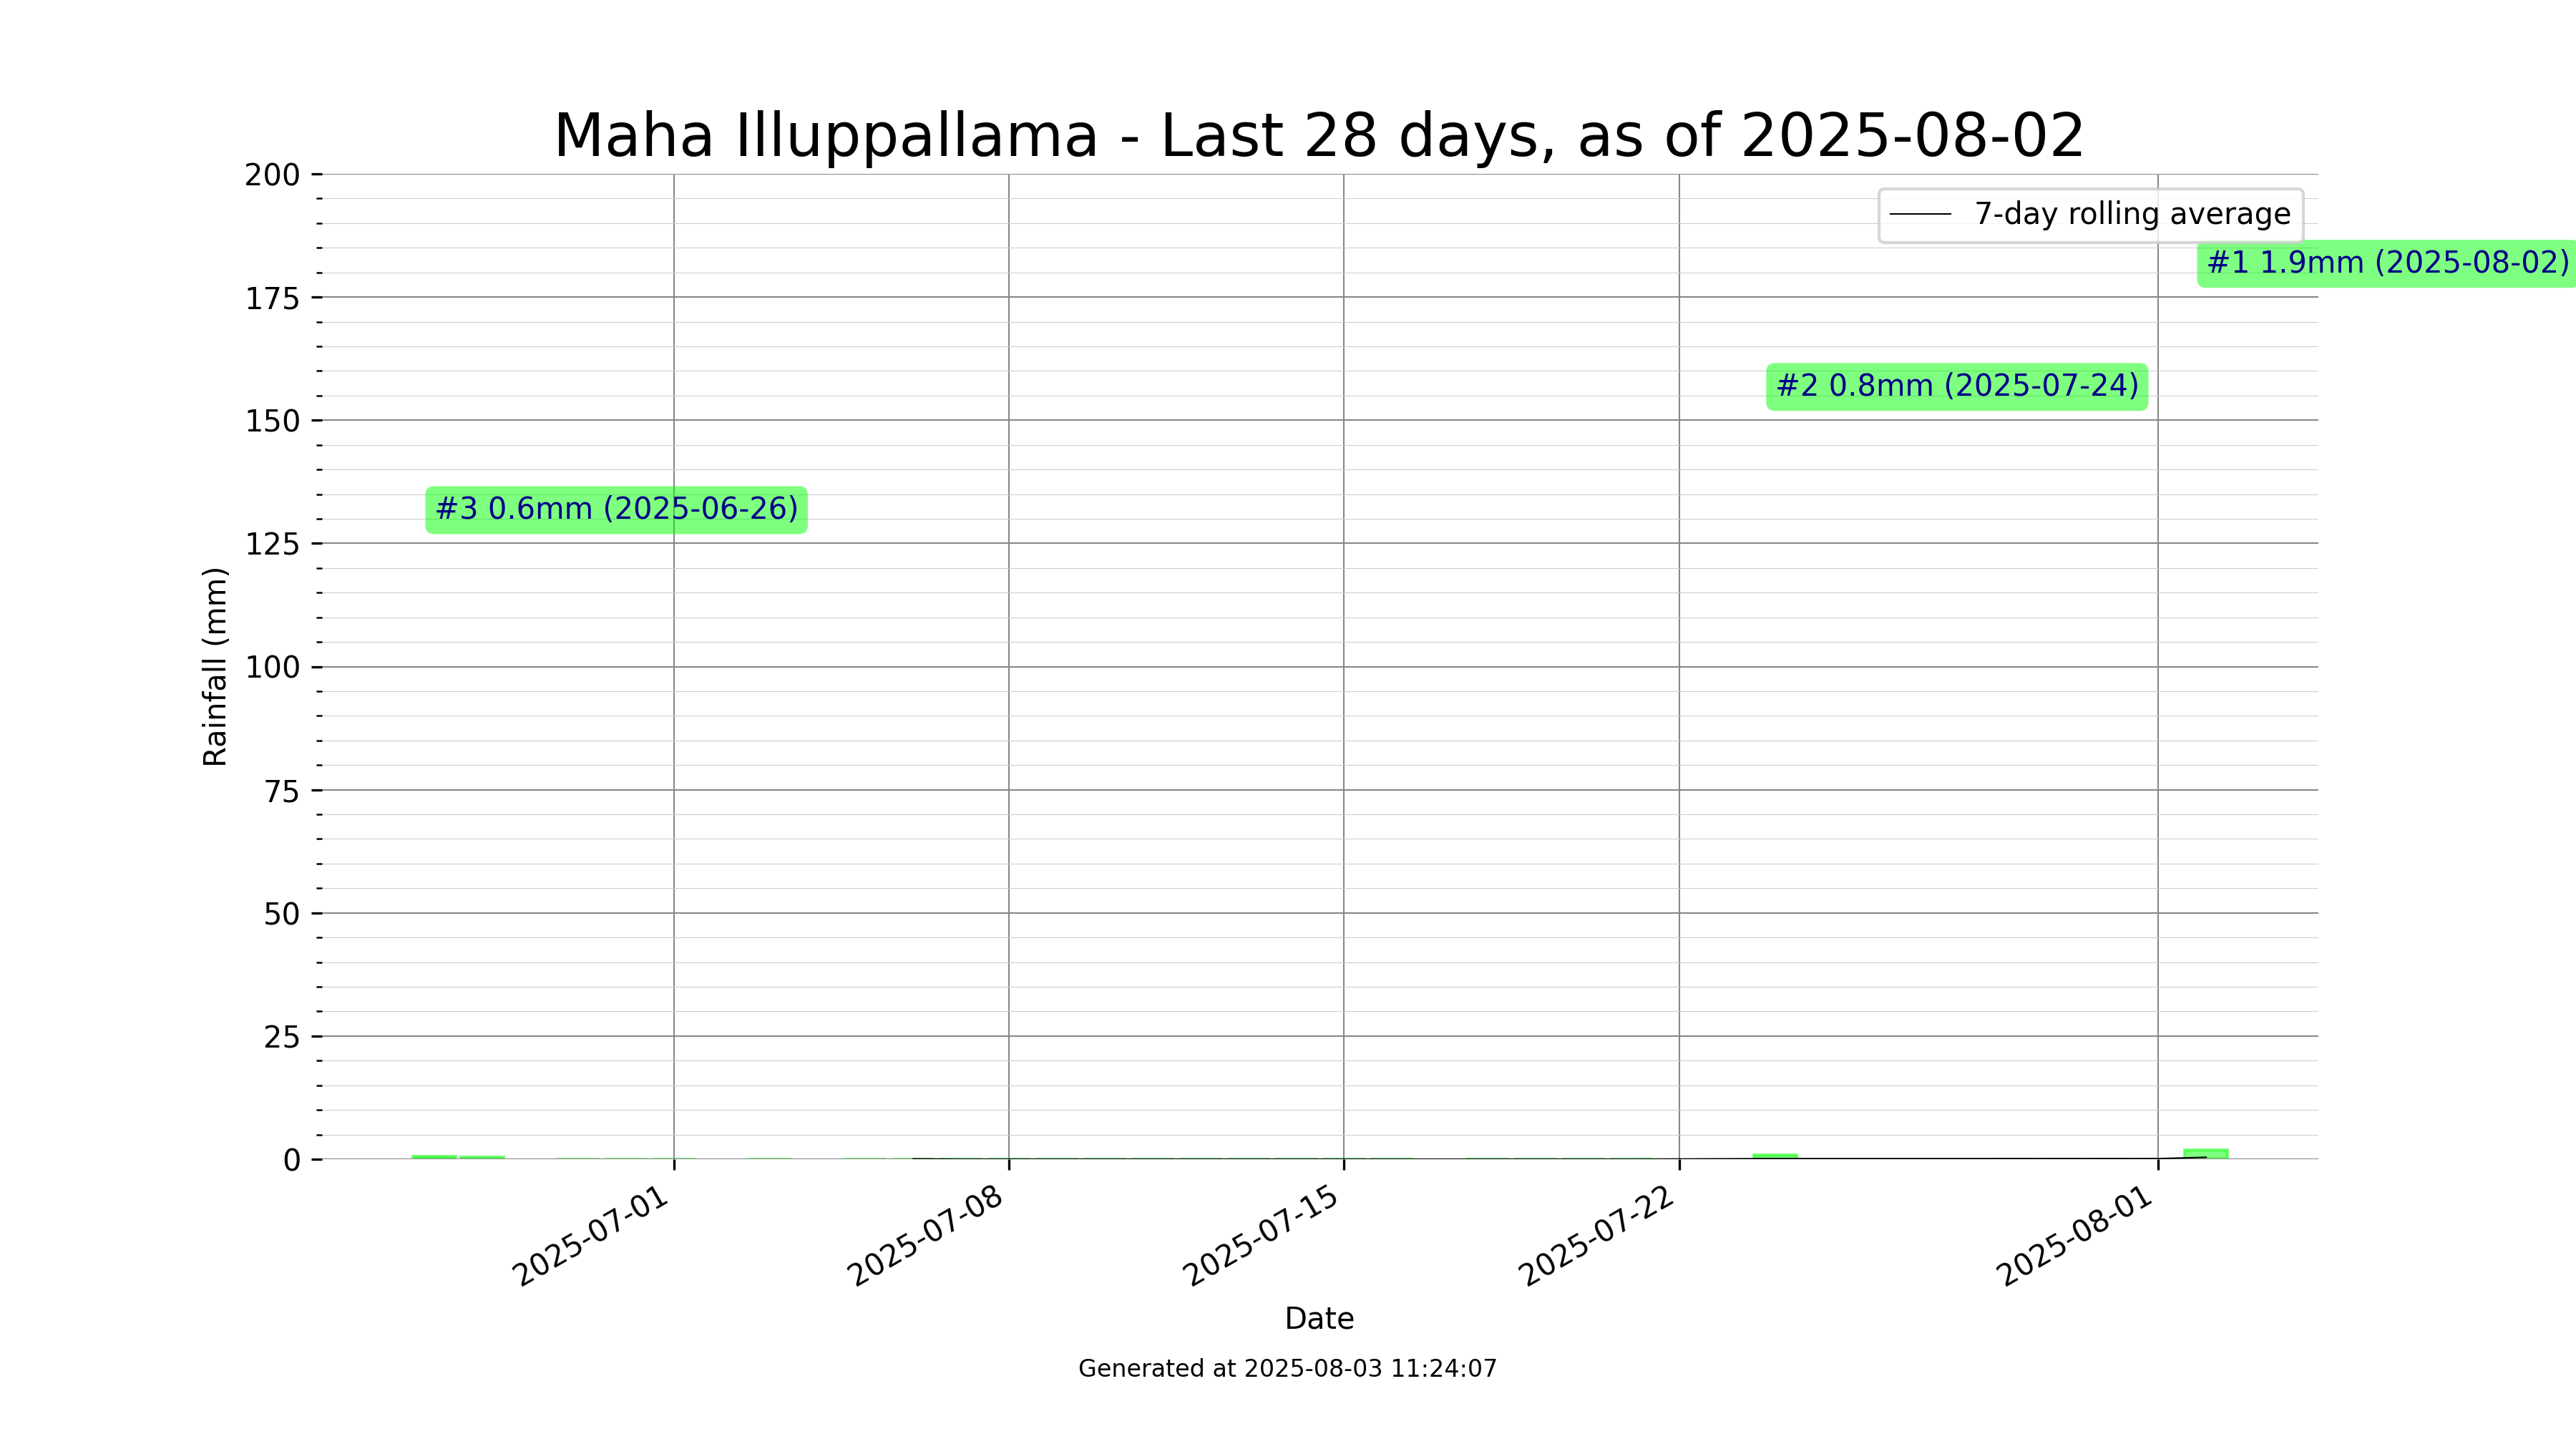 Maha Illuppallama - Last 28 days, as of 2025-08-02
200
175
150
125
100
75
50
25
0
Rainfall (mm)
7-day rolling average
#1 1.9mm (2025-08-02)
#2 0.8mm (2025-07-24)
#3 0.6mm (2025-06-26)
2025-07-01
2025-07-08
2025-07-15
2025-07-22
2025-08-01
Date
Generated at 2025-08-03 11:24:07